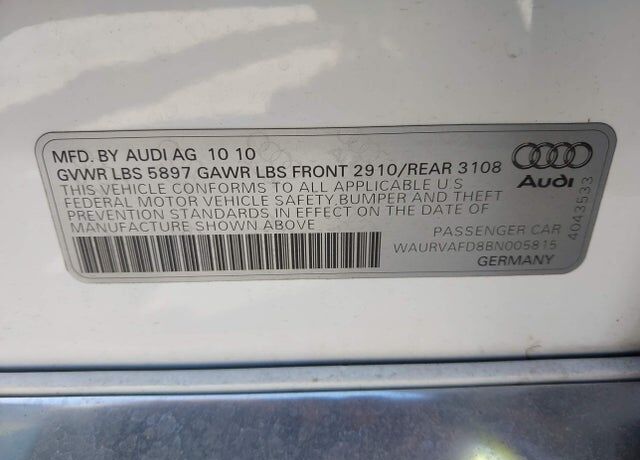 MFD. BY AUDI AG 10 10
GVWR LBS 5897 GAWR LBS FRONT 2910/REAR 3108
THIS VEHICLE CONFORMS TO ALL APPLICABLE U S
FEDERAL MOTOR VEHICLE SAFETY,BUMPER AND THEFT
PREVENTION STANDARDS IN EFFECT ON THE DATE OF
MANUFACTURE SHOWN ABOVE
Audi
4043533
PASSENGER CAR
WAURVAFD8BN005815
GERMANY